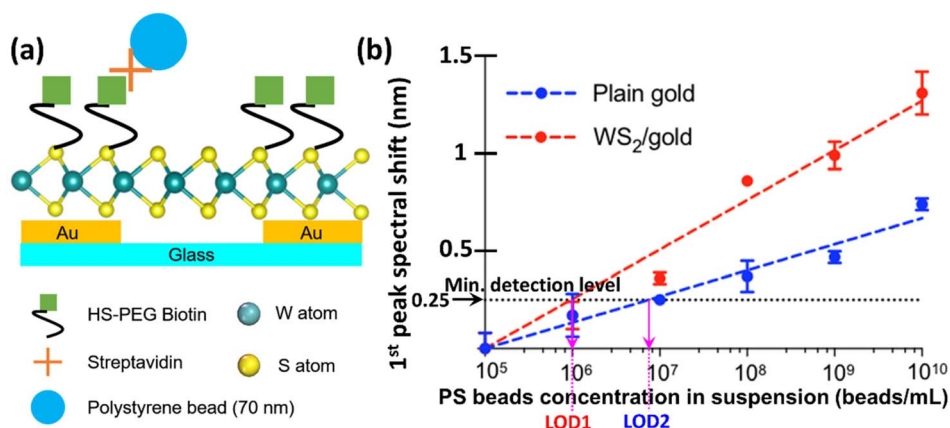 (a)
Au
Au
Glass
HS-PEG Biotin
W atom
Streptavidin
S atom
Polystyrene bead (70 nm)
(b)
1st peak spectral shift (nm)
1.5
1
0.5
0.25
0
Plain gold
WS2/gold
Min. detection level
10^5
10^6
10^7
10^8
10^9
10^10
PS beads concentration in suspension (beads/mL)
LOD1
LOD2